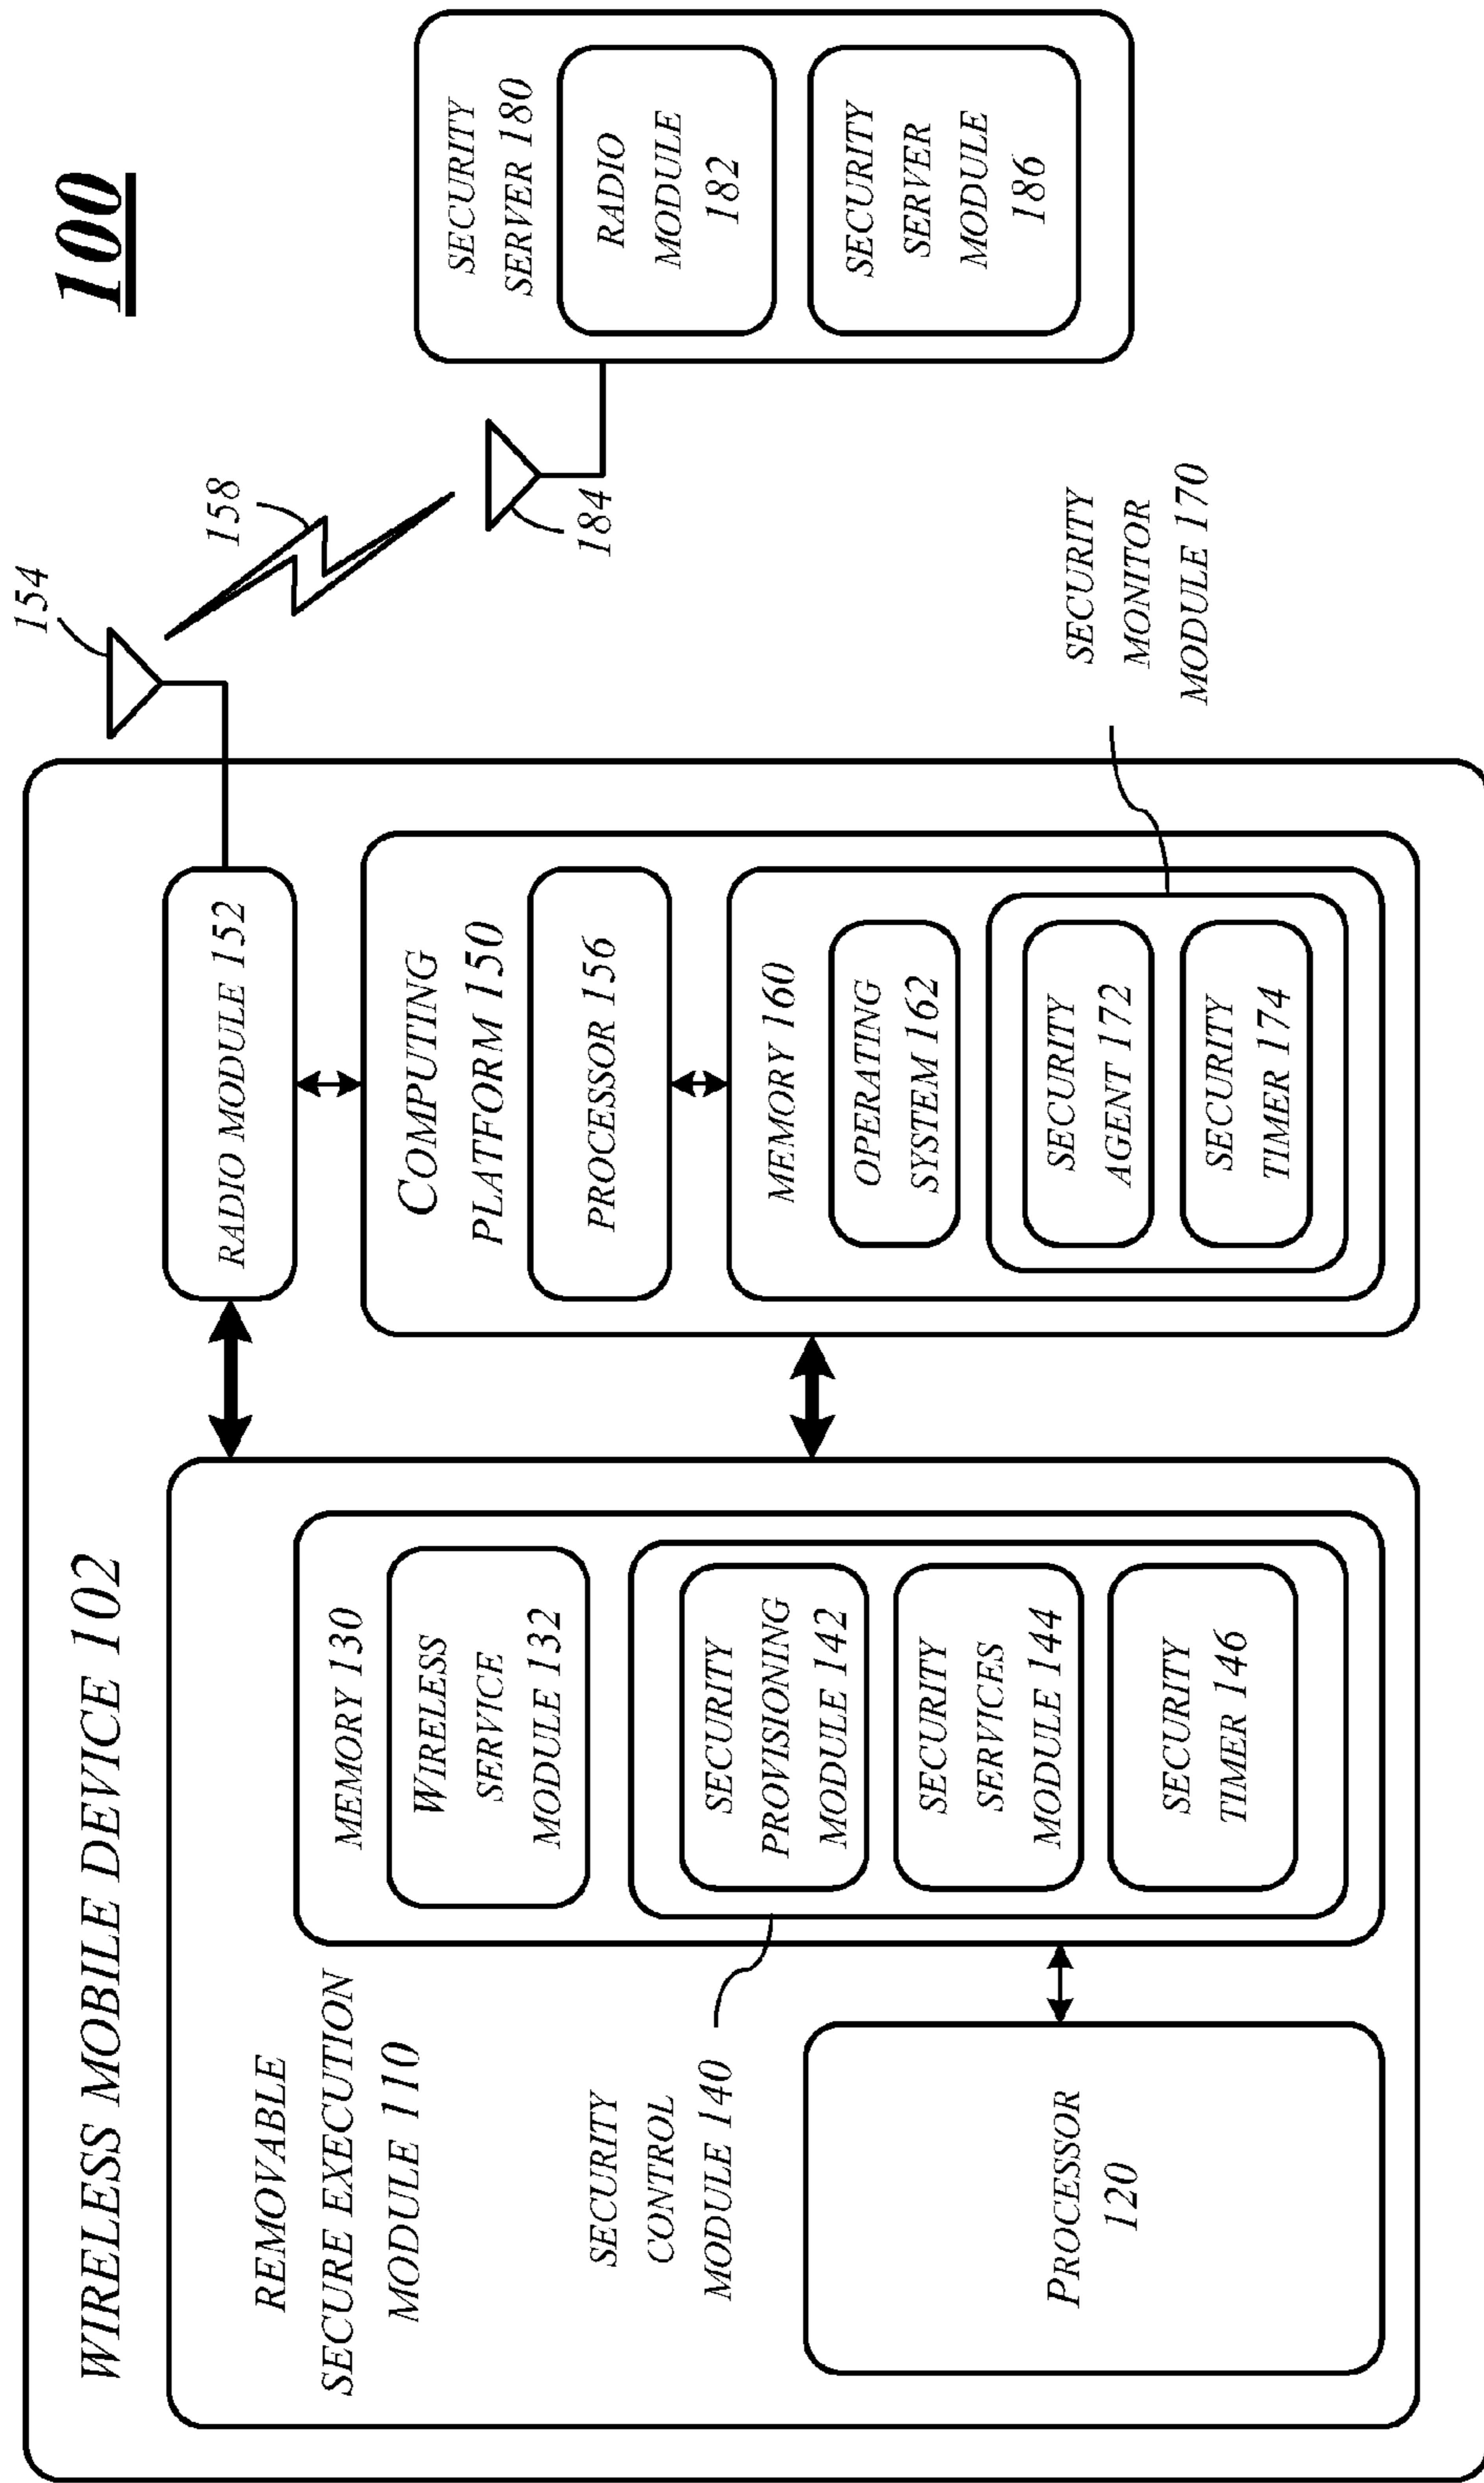 100
WIRELESS MOBILE DEVICE 102
REMOVABLE
SECURE EXECUTION
MODULE 110
SECURITY
CONTROL
MODULE 140
PROCESSOR
120
MEMORY 130
WIRELESS
SERVICE
MODULE 132
SECURITY
PROVISIONING
MODULE 142
SECURITY
SERVICES
MODULE 144
SECURITY
TIMER 146
RADIO MODULE 152
COMPUTING
PLATFORM 150
PROCESSOR 156
MEMORY 160
OPERATING
SYSTEM 162
SECURITY
AGENT 172
SECURITY
TIMER 174
154
158
184
SECURITY
MONITOR
MODULE 170
SECURITY
SERVER 180
RADIO
MODULE
182
SECURITY
SERVER
MODULE
186